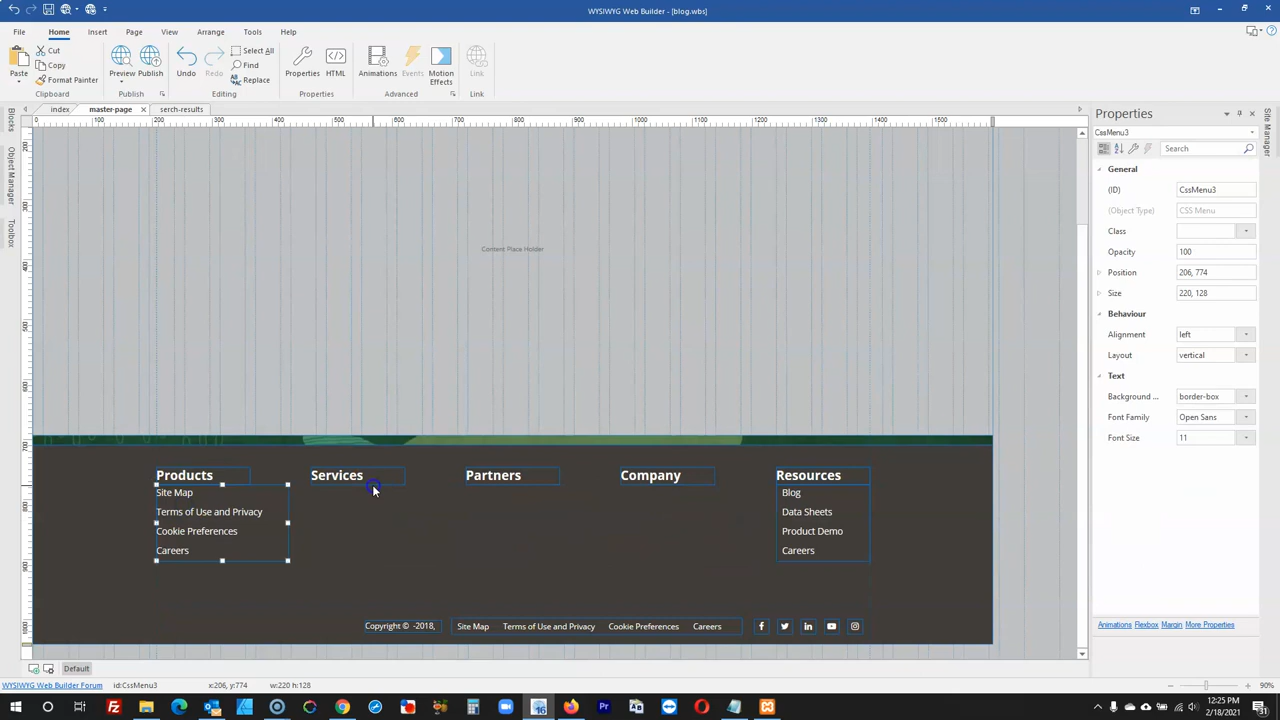 WYSIWYG Web Builder - [blog.wbs]
File Home Insert Page View Arrange Tools Help
Paste
Cut
Copy
Format Painter
Clipboard
Preview
Publish
Publish
Undo
Redo
Select All
Find
Replace
Editing
Properties
HTML
Properties
Animations
Events
Motion
Effects
Advanced
Link
Link
index master-page serch-results
Blocks
Object Manager
Toolbox
Site Manager
Content Place Holder
Products Services Partners Company Resources
Site Map
Terms of Use and Privacy
Cookie Preferences
Careers
Blog
Data Sheets
Product Demo
Careers
Copyright © -2018, Site Map Terms of Use and Privacy Cookie Preferences Careers
Properties
CssMenu3
Search
General
(ID) CssMenu3
(Object Type) CSS Menu
Class
Opacity 100
Position 206, 774
Size 220, 128
Behaviour
Alignment left
Layout vertical
Text
Background ... border-box
Font Family Open Sans
Font Size 11
Animations Flexbox Margin More Properties
Default
WYSIWYG Web Builder Forum id:CssMenu3 x:206, y:774 w:220 h:128 90%
12:25 PM
2/18/2021